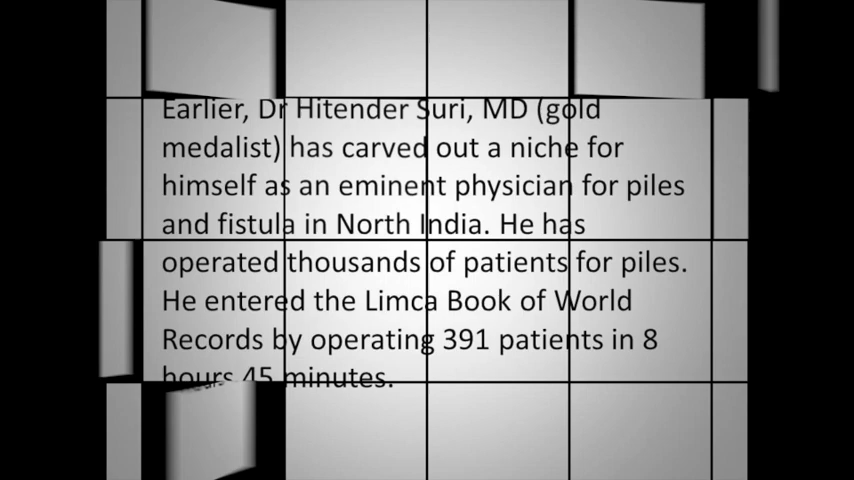 Earlier, Dr Hitender Suri, MD (gold
medalist) has carved out a niche for
himself as an eminent physician for piles
and fistula in North India. He has
operated thousands of patients for piles.
He entered the Limca Book of World
Records by operating 391 patients in 8
hours 45 minutes.